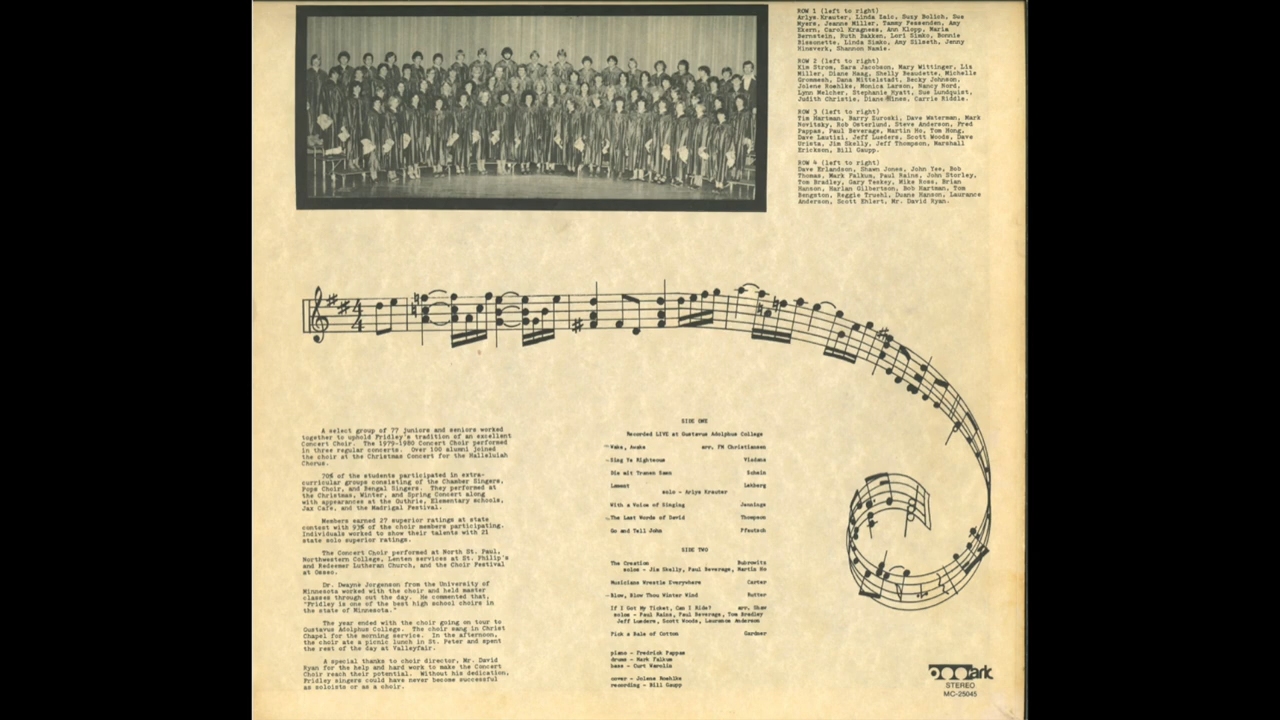 ROW 1 (left to right)
Arlys Krauter, Linda Zaic, Suzy Bolich, Sue
Myers, Jeanne Miller, Tammy Fessenden, Amy
Ekern, Carol Kragness, Ann Klopp, Maria
Bernstein, Ruth Bakken, Lori Simko, Bonnie
Bissonette, Linda Simko, Amy Silseth, Jenny
Hinsverk, Shannon Nasie.
ROW 2 (left to right)
Kim Strom, Sara Jacobson, Mary Wittinger, Lis
Miller, Diane Haag, Shelly Beaudette, Michelle
Grommesh, Dana Mittelstadt, Becky Johnson,
Jolene Roehlke, Monica Larson, Nancy Nord,
Lynn Melcher, Stephanie Hyatt, Sue Lundquist,
Judith Christie, Diane Hines, Carrie Riddle.
ROW 3 (left to right)
Tim Hartman, Barry Zuroski, Dave Waterman, Mark
Novitsky, Rob Osterlund, Steve Anderson, Fred
Pappas, Paul Beverage, Martin Ho, Tom Hong,
Dave Lautizi, Jeff Lueders, Scott Woods, Dave
Urista, Jim Skelly, Jeff Thompson, Marshall
Erickson, Bill Gaupp.
ROW 4 (left to right)
Dave Erlandson, Shawn Jones, John Yee, Bob
Thomas, Mark Falkum, Paul Rains, John Storley,
Tom Bradley, Gary Teskey, Mike Ross, Brian
Hanson, Harlan Gilbertson, Bob Hartman, Tom
Bengston, Reggie Truehl, Duane Hanson, Laurance
Anderson, Scott Ehlert, Mr. David Ryan.
4
4
A select group of 77 juniors and seniors worked
together to uphold Fridley's tradition of an excellent
Concert Choir. The 1979-1980 Concert Choir performed
in three regular concerts. Over 100 alumni joined
the choir at the Christmas Concert for the Hallelulah
Chorus.
70% of the students participated in extra-
curricular groups consisting of the Chamber Singers,
Pops Choir, and Bengal Singers. They performed at
the Christmas, Winter, and Spring Concert along
with appearances at the Guthrie, Elementary schools,
Jaz Cafe, and the Madrigal Festival.
Members earned 27 superior ratings at state
contest with 93% of the choir members participating.
Individuals worked to show their talents with 21
state solo superior ratings.
The Concert Choir performed at North St. Paul,
Northwestern College, Lenten services at St. Philip's
and Redeemer Lutheran Church, and the Choir Festival
at Osseo.
Dr. Dwayne Jorgenson from the University of
Minnesota worked with the choir and held master
classes through out the day. He commented that,
"Fridley is one of the best high school choirs in
the state of Minnesota."
The year ended with the choir going on tour to
Gustavus Adolphus College. The choir sang in Christ
Chapel for the morning service. In the afternoon,
the choir ate a picnic lunch in St. Peter and spent
the rest of the day at Valleyfair.
A special thanks to choir director, Mr. David
Ryan for the help and hard work to make the Concert
Choir reach their potential. Without his dedication,
Fridley singers could have never become successful
as soloists or as a choir.
SIDE ONE
Recorded LIVE at Gustavus Adolphus College
Wake, Awake arr. FM Christiansen
Sing Ye Righteous Viadana
Die mit Tranen Saen Schein
Lament Lekberg
solo - Arlys Krauter
With a Voice of Singing Jennings
The Last Words of David Thompson
Go and Tell John Pfautsch
SIDE TWO
The Creation Dubrowitz
solos - Jim Skelly, Paul Beverage, Martin Ho
Musicians Wrestle Everywhere Carter
Blow, Blow Thou Winter Wind Rutter
If I Got My Ticket, Can I Ride? arr. Shaw
solos - Paul Rains, Paul Beverage, Tom Bradley
Jeff Lueders, Scott Woods, Laurence Anderson
Pick a Bale of Cotton Gardner
piano - Fredrick Pappas
drums - Mark Falkum
bass - Curt Warolin
cover - Jolene Roehlke
recording - Bill Gaupp
mark
STEREO
MC-25045